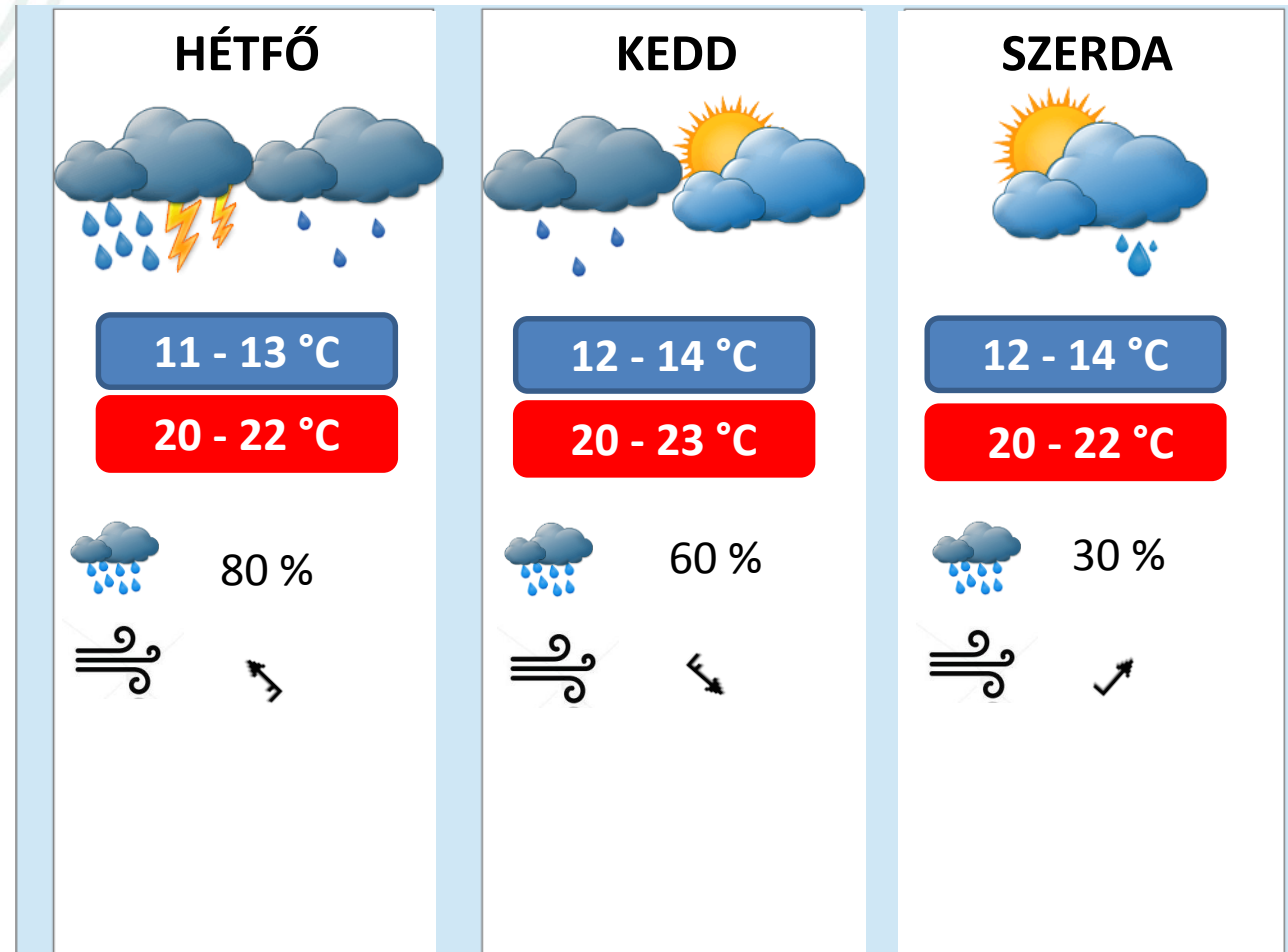 HÉTFŐ
11 - 13 °C
20 - 22 °C
80 %
KEDD
12 - 14 °C
20 - 23 °C
60 %
SZERDA
12 - 14 °C
20 - 22 °C
30 %